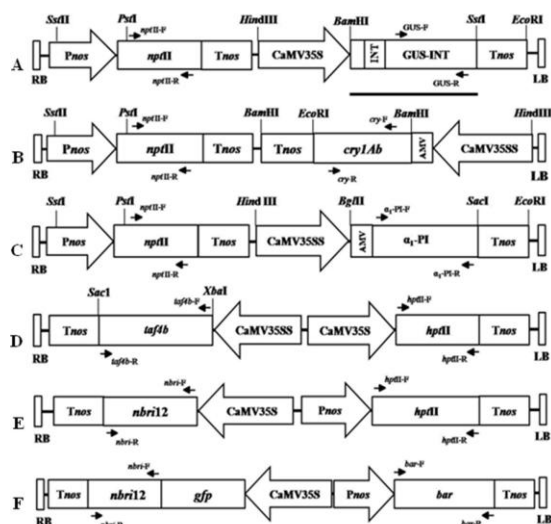 SstII PstI nptII-F HindIII BamHI GUS-F SstI EcoRI
A Pnos nptII Tnos CaMV35S INT GUS-INT Tnos
RB nptII-R GUS-R LB
SstII PstI nptII-F BamHI EcoRI cry-F BamHI HindIII
B Pnos nptII Tnos Tnos cry1Ab AMV CaMV35SS
RB nptII-R cry-R LB
SstI PstI nptII-F Hind III BglII SacI EcoRI
C Pnos nptII Tnos CaMV35SS AMV α1-PI-F α1-PI Tnos
RB nptII-R α1-PI-R LB
SacI taf4b-F XbaI hptII-F
D Tnos taf4b CaMV35SS CaMV35SS hptII Tnos
RB taf4b-R hptII-R LB
nbri-F hptII-F
E Tnos nbri12 CaMV35S Pnos hptII Tnos
RB nbri-R hptII-R LB
nbri-F bar-F
F Tnos nbri12 gfp CaMV35S Pnos bar Tnos
RB LB